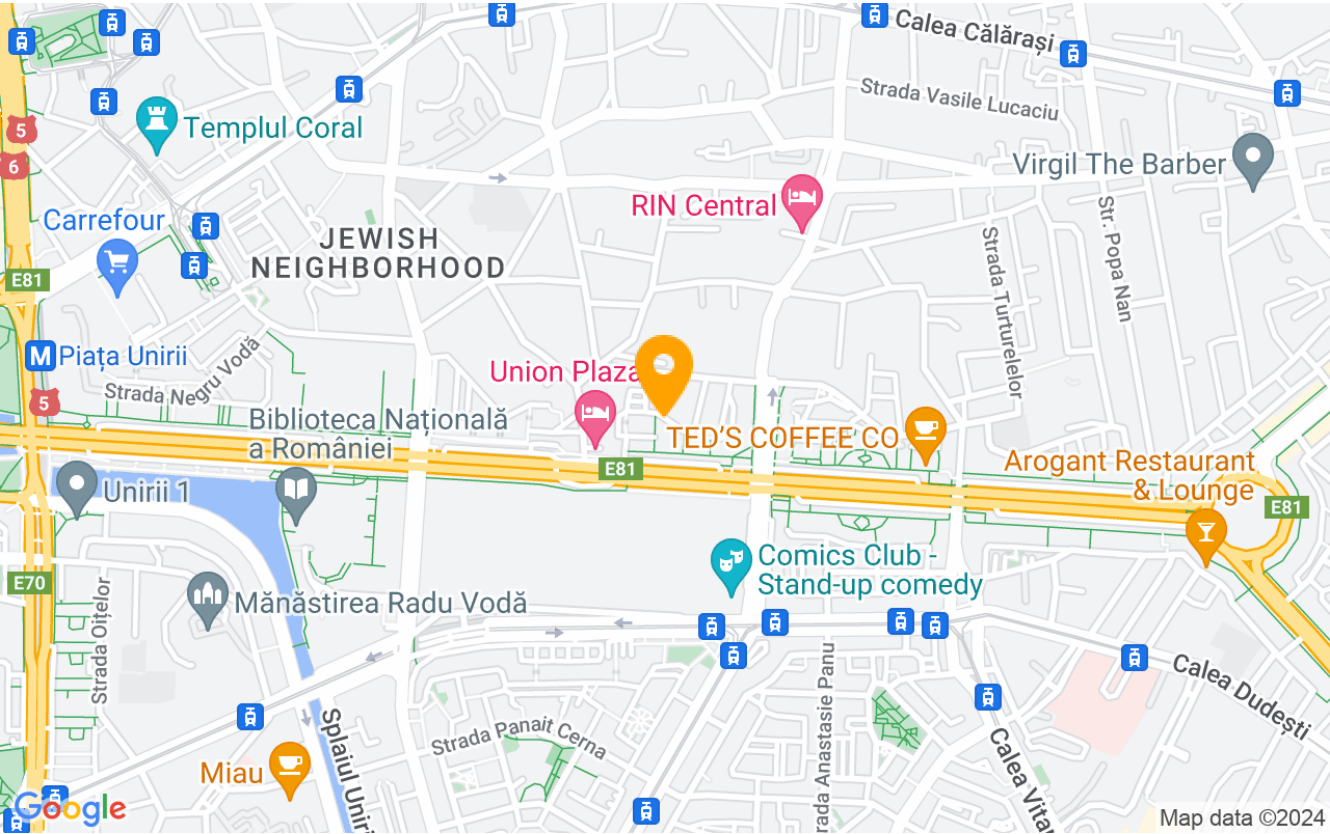 Calea Călărași
Strada Vasile Lucaciu
5
Templul Coral
6
Virgil The Barber
RIN Central
Str. Popa Nan
Carrefour
JEWISH
NEIGHBORHOOD
Strada Turturelelor
E81
M Piața Unirii
Strada Negru Vodă
Union Plaza
5
Biblioteca Națională
a României
TED'S COFFEE CO
E81
Arogant Restaurant
& Lounge
E81
Unirii 1
Comics Club -
Stand-up comedy
E70
Mănăstirea Radu Vodă
Strada Oițelor
Calea Dudești
Strada Panait Cerna
Anastasie Panu
Splaiul
Calea
Miau
Google
Map data ©2024